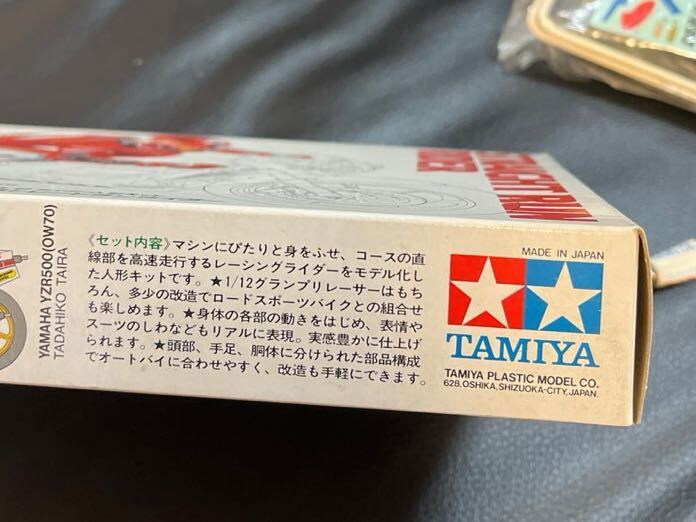 STRAIGHT RUN
RIDER
YAMAHA YZR500(OW70)
TADAHIKO TAIRA
《セット内容》マシンにぴたりと身をふせ、コースの直
線部を高速走行するレーシングライダーをモデル化し
た人形キットです。★1/12グランプリレーサーはもち
ろん、多少の改造でロードスポーツバイクとの組合せ
も楽しめます。★身体の各部の動きをはじめ、表情や
スーツのしわなどもリアルに表現。実感豊かに仕上げ
られます。★頭部、手足、胴体に分けられた部品構成
でオートバイに合わせやすく、改造も手軽にできます。
MADE IN JAPAN
TAMIYA
TAMIYA PLASTIC MODEL CO.
628, OSHIKA, SHIZUOKA-CITY, JAPAN.